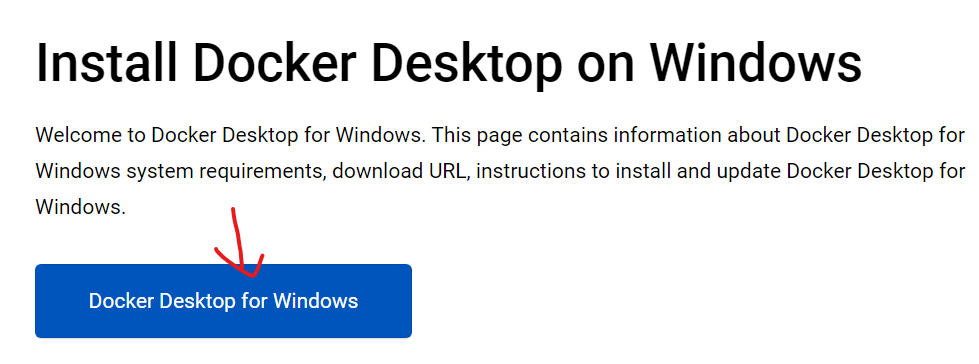 Install Docker Desktop on Windows
Welcome to Docker Desktop for Windows. This page contains information about Docker Desktop for
Windows system requirements, download URL, instructions to install and update Docker Desktop for
Windows.
Docker Desktop for Windows